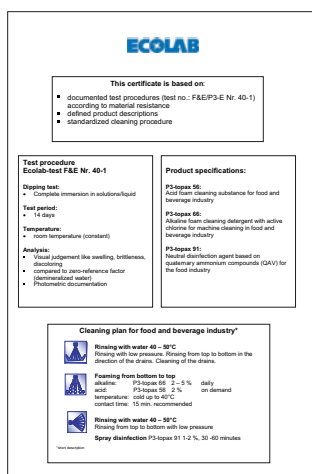 ECOLAB
This certificate is based on:
▪ documented test procedures (test no.: F&E/P3-E Nr. 40-1)
according to material resistance
▪ defined product descriptions
▪ standardized cleaning procedure
Test procedure
Ecolab-test F&E Nr. 40-1
Dipping test:
• Complete immersion in solutions/liquid
Test period:
• 14 days
Temperature:
• room temperature (constant)
Analysis:
• Visual judgement like swelling, brittleness,
discoloring
• compared to zero-reference factor
(demineralized water)
• Photometric documentation
Product specifications:
P3-topax 56:
Acid foam cleaning substance for food and
beverage industry
P3-topax 66:
Alkaline foam cleaning detergent with active
chlorine for machine cleaning in food and
beverage industry
P3-topax 91:
Neutral disinfection agent based on
quaternary ammonium compounds (QAV) for
the food industry
Cleaning plan for food and beverage industry*
Rinsing with water 40 – 50°C
Rinsing with low pressure. Rinsing from top to bottom in the
direction of the drains. Cleaning of the drains.
Foaming from bottom to top
alkaline: P3-topax 66 2 – 5 % daily
acid: P3-topax 56 2 % on demand
temperature: cold up to 40°C
contact time: 15 min. recommended
Rinsing with water 40 – 50°C
Rinsing from top to bottom with low pressure
Spray disinfection P3-topax 91 1-2 %, 30 -60 minutes
*short description